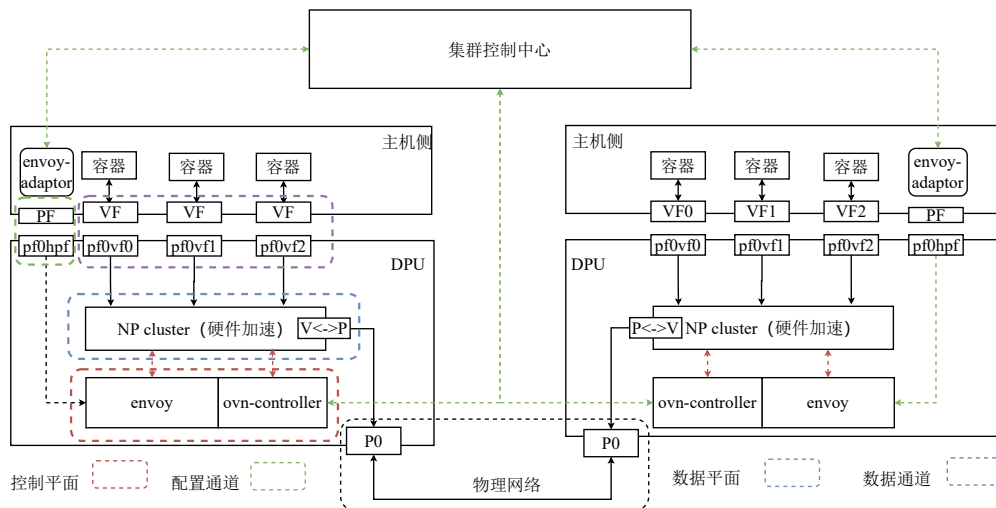 集群控制中心
主机侧
主机侧
envoy-
adaptor
容器
容器
容器
容器
容器
容器
envoy-
adaptor
PF
VF
VF
VF
VF0
VF1
VF2
PF
pf0hpf
pf0vf0
pf0vf1
pf0vf2
DPU
DPU
pf0vf0
pf0vf1
pf0vf2
pf0hpf
NP cluster（硬件加速）
V<->P
P<->V
NP cluster（硬件加速）
envoy
ovn-controller
ovn-controller
envoy
P0
P0
控制平面
配置通道
物理网络
数据平面
数据通道